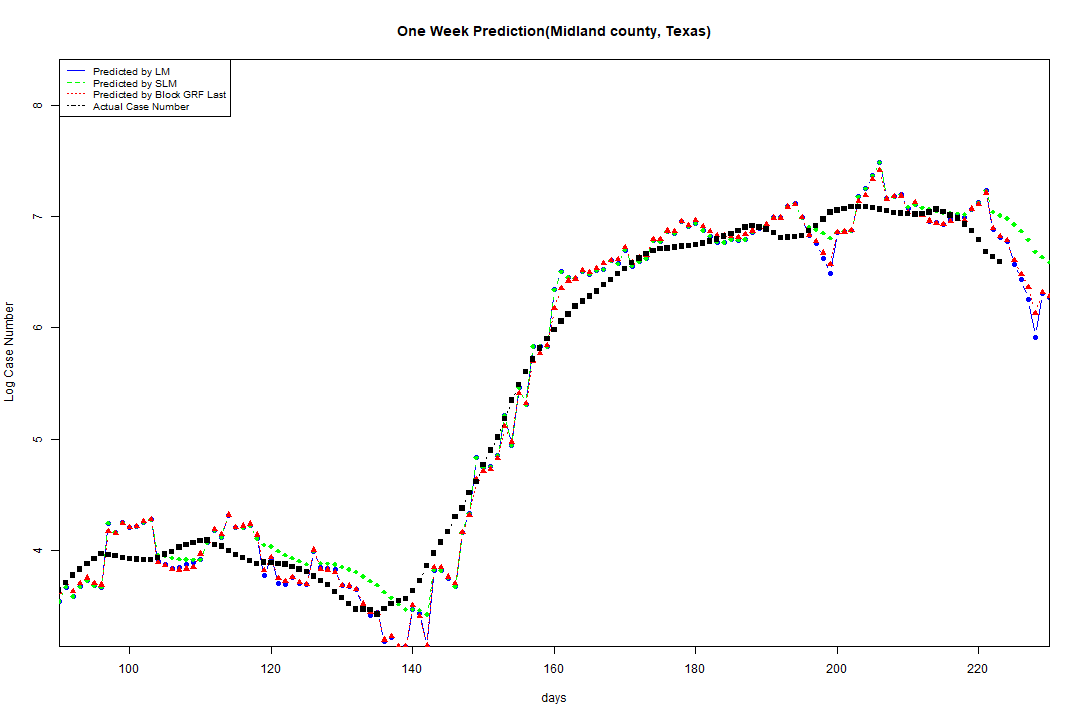 One Week Prediction(Midland county, Texas)
Predicted by LM
Predicted by SLM
Predicted by Block GRF Last
Actual Case Number
8
7
6
5
4
Log Case Number
100 120 140 160 180 200 220
days